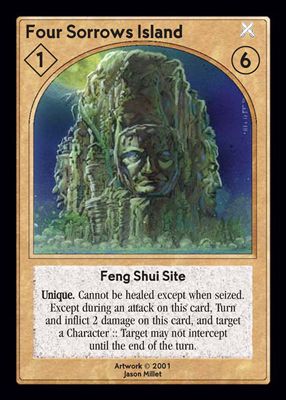 Four Sorrows Island
1
6
Feng Shui Site
Unique. Cannot be healed except when seized.
Except during an attack on this card, Turn
and inflict 2 damage on this card, and target
a Character :: Target may not intercept
until the end of the turn.
Artwork © 2001
Jason Millet